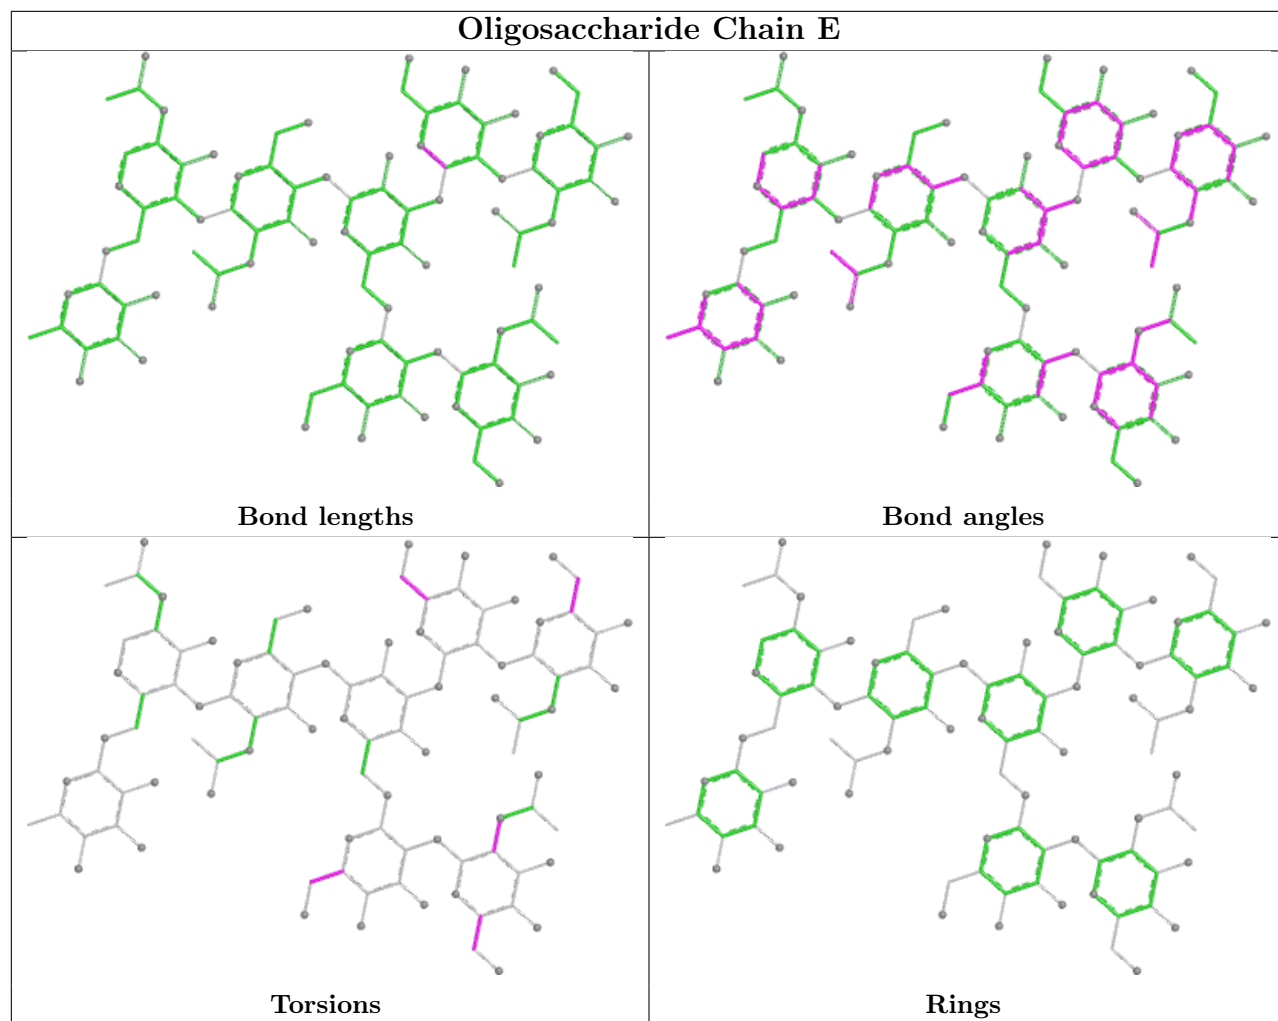 Oligosaccharide Chain E
Bond lengths
Bond angles
Torsions
Rings